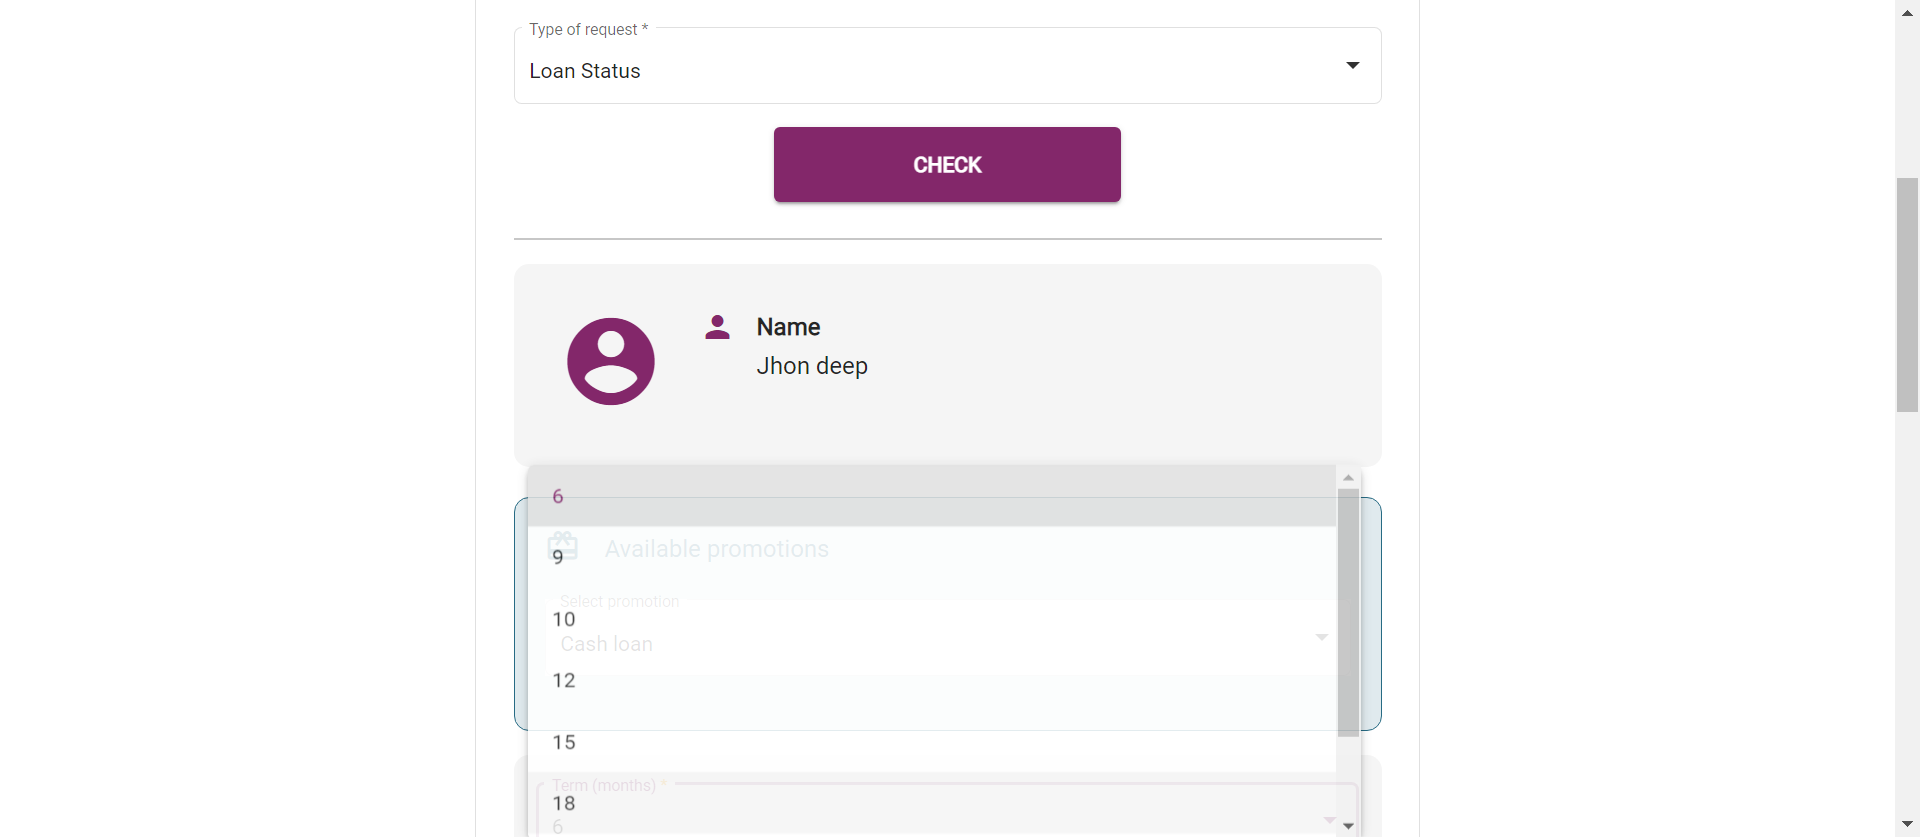 Type of request *
Loan Status
CHECK
Name
Jhon deep
6
Available promotions
9
Select promotion
10
Cash loan
12
15
Term (months) *
18
6